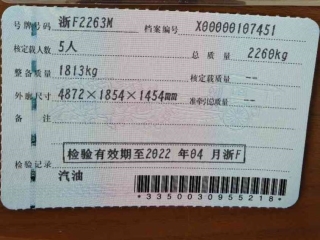 号牌号码 浙F2263M 档案编号 X00000107451
核定载人数 5人 总质量 2260kg
整备质量 1813kg 核定载质量 --
外廓尺寸 4872×1854×1454mm 准牵引总质量 --
备注
检验有效期至2022 年04 月浙F
检验记录
汽油
*3350030955218*